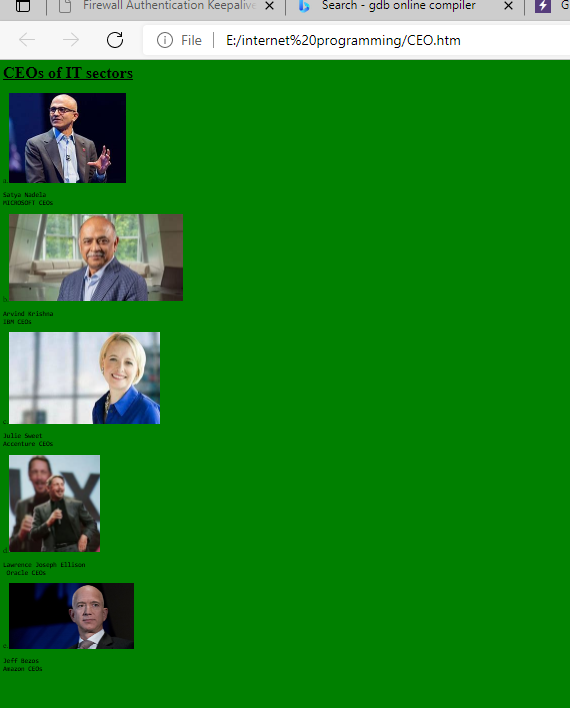 Firewall Authentication Keepalive
Search - gdb online compiler
G
File
E:/internet%20programming/CEO.htm
CEOs of IT sectors
Satya Nadela
MICROSOFT CEOs
Arvind Krishna
IBM CEOs
Julie Sweet
Accenture CEOs
d
Lawrence Joseph Ellison
Oracle CEOs
Jeff Bezos
Amazon CEOs